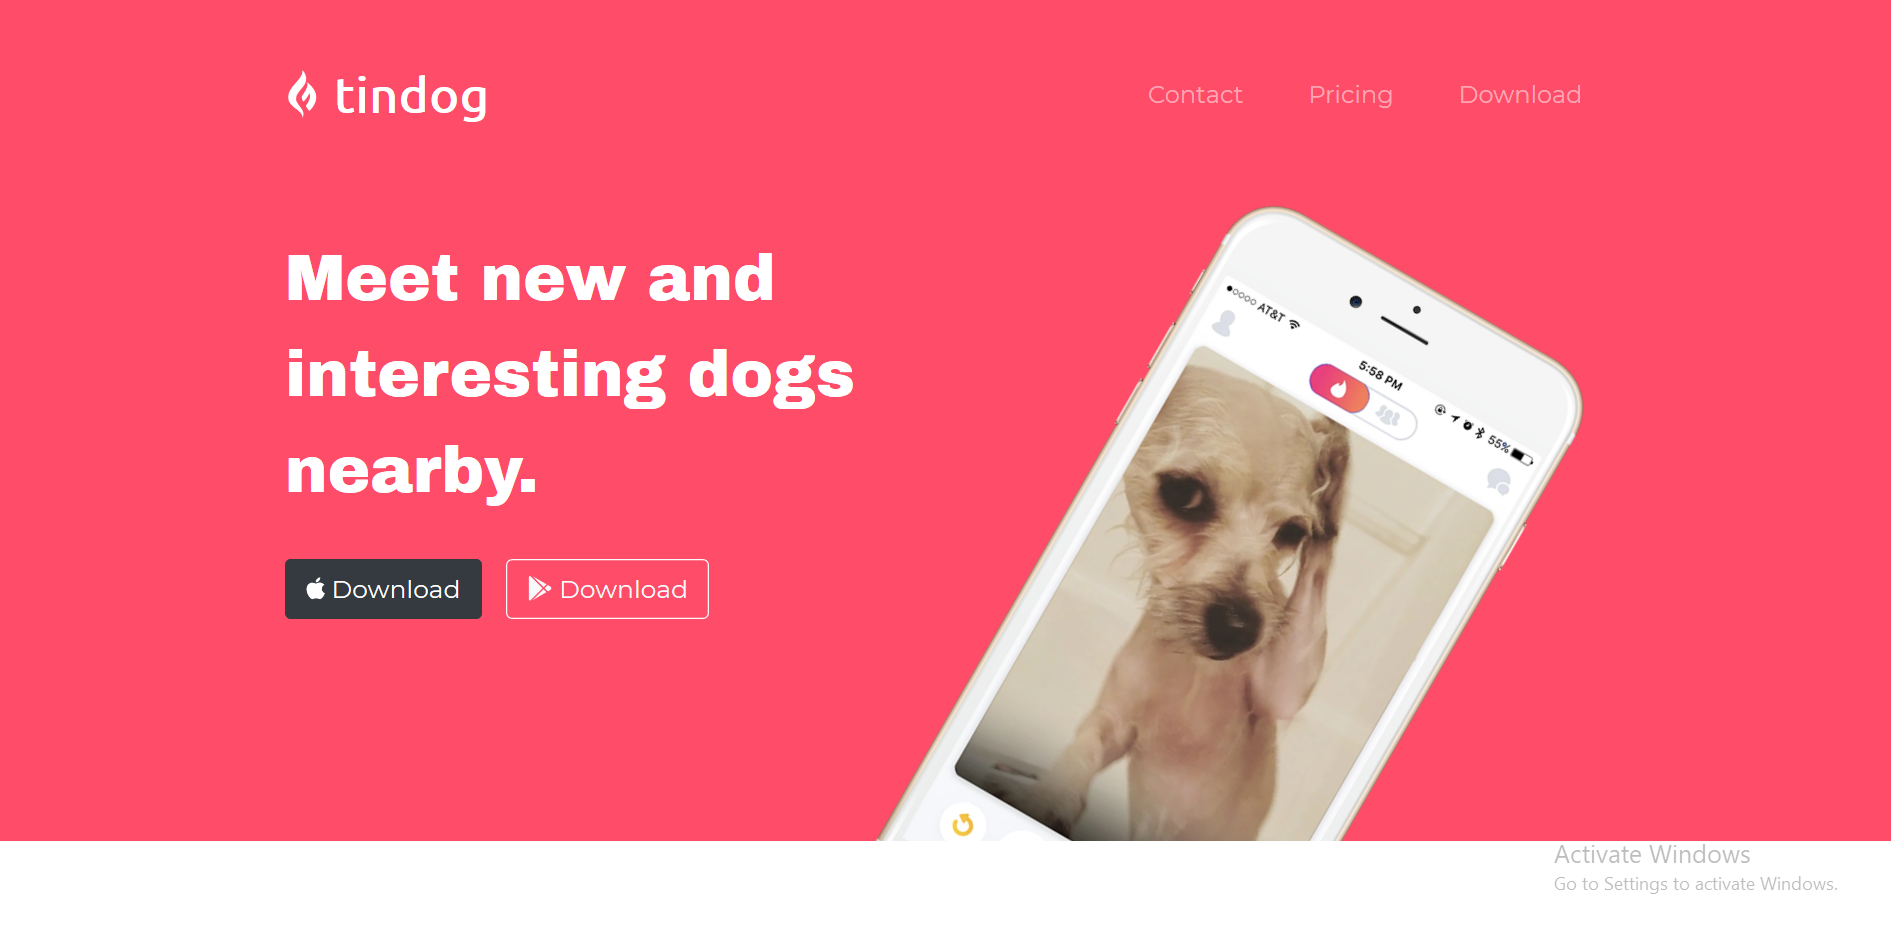 tindog
Contact Pricing Download
Meet new and
interesting dogs
nearby.
Download Download
AT&T
5:58 PM
55%
Activate Windows
Go to Settings to activate Windows.